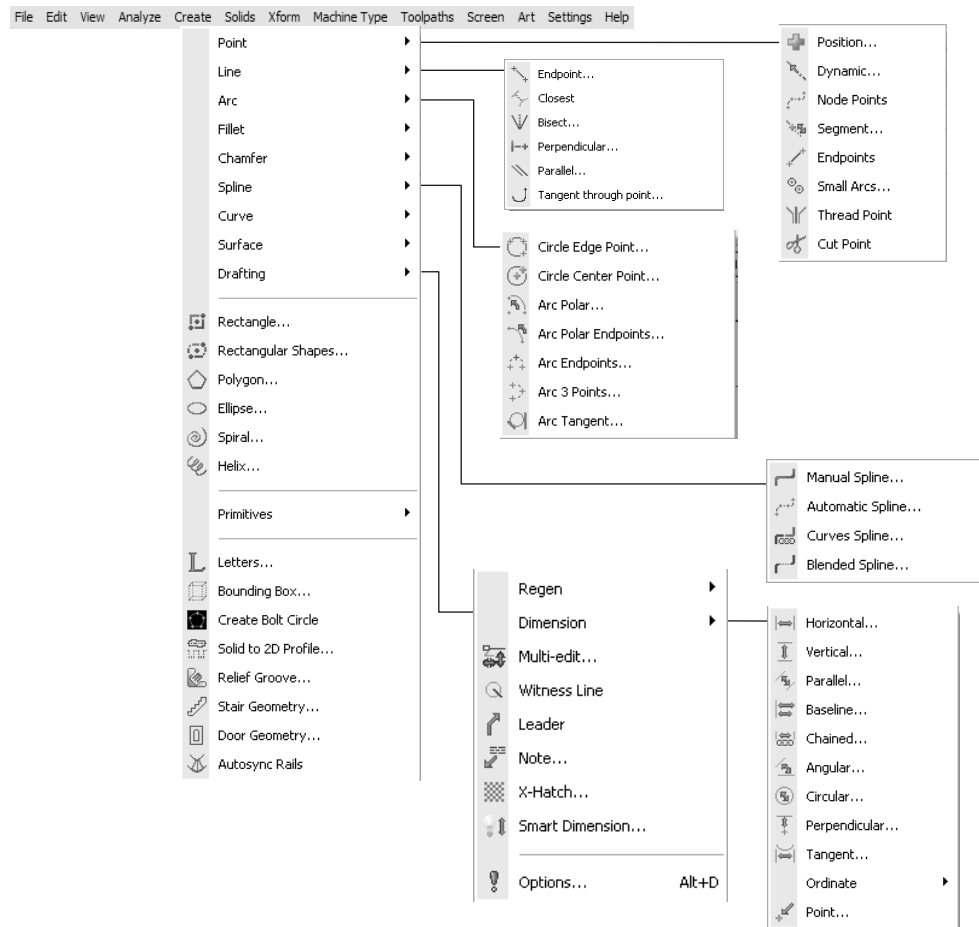 File Edit View Analyze Create Solids Xform Machine Type Toolpaths Screen Art Settings Help
Point
Line
Arc
Fillet
Chamfer
Spline
Curve
Surface
Drafting
Rectangle...
Rectangular Shapes...
Polygon...
Ellipse...
Spiral...
Helix...
Primitives
Letters...
Bounding Box...
Create Bolt Circle
Solid to 2D Profile...
Relief Groove...
Stair Geometry...
Door Geometry...
Autosync Rails
Endpoint...
Closest
Bisect...
Perpendicular...
Parallel...
Tangent through point...
Position...
Dynamic...
Node Points
Segment...
Endpoints
Small Arcs...
Thread Point
Cut Point
Circle Edge Point...
Circle Center Point...
Arc Polar...
Arc Polar Endpoints...
Arc Endpoints...
Arc 3 Points...
Arc Tangent...
Manual Spline...
Automatic Spline...
Curves Spline...
Blended Spline...
Regen
Dimension
Multi-edit...
Witness Line
Leader
Note...
X-Hatch...
Smart Dimension...
Options... Alt+D
Horizontal...
Vertical...
Parallel...
Baseline...
Chained...
Angular...
Circular...
Perpendicular...
Tangent...
Ordinate
Point...